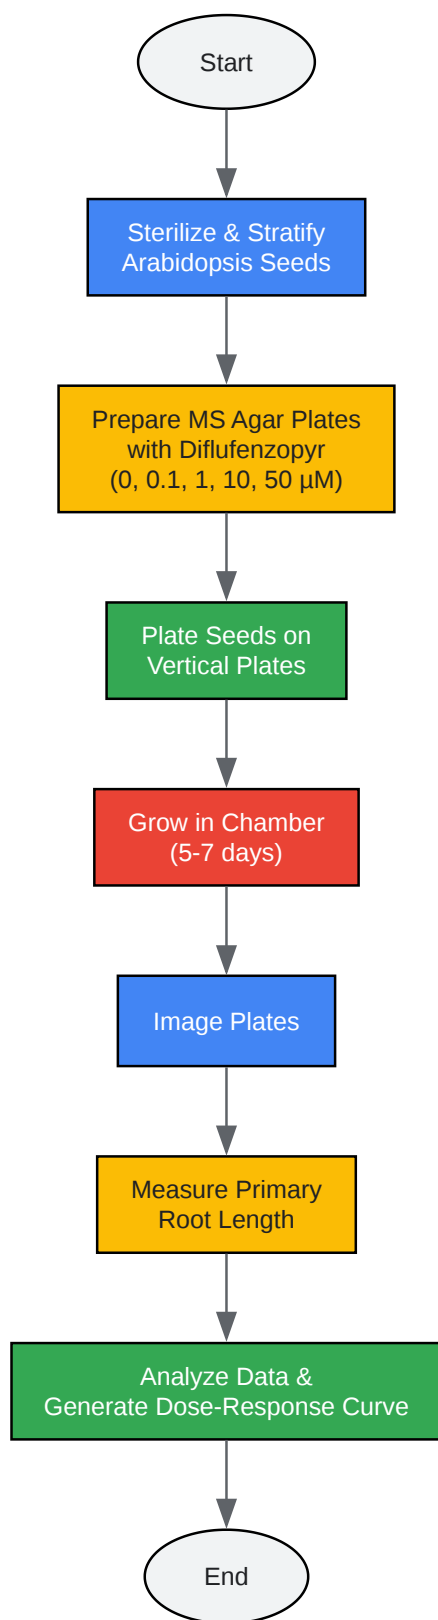 Start
Sterilize & Stratify
Arabidopsis Seeds
Prepare MS Agar Plates
with Diflufenzopyr
(0, 0.1, 1, 10, 50 µM)
Plate Seeds on
Vertical Plates
Grow in Chamber
(5-7 days)
Image Plates
Measure Primary
Root Length
Analyze Data &
Generate Dose-Response Curve
End